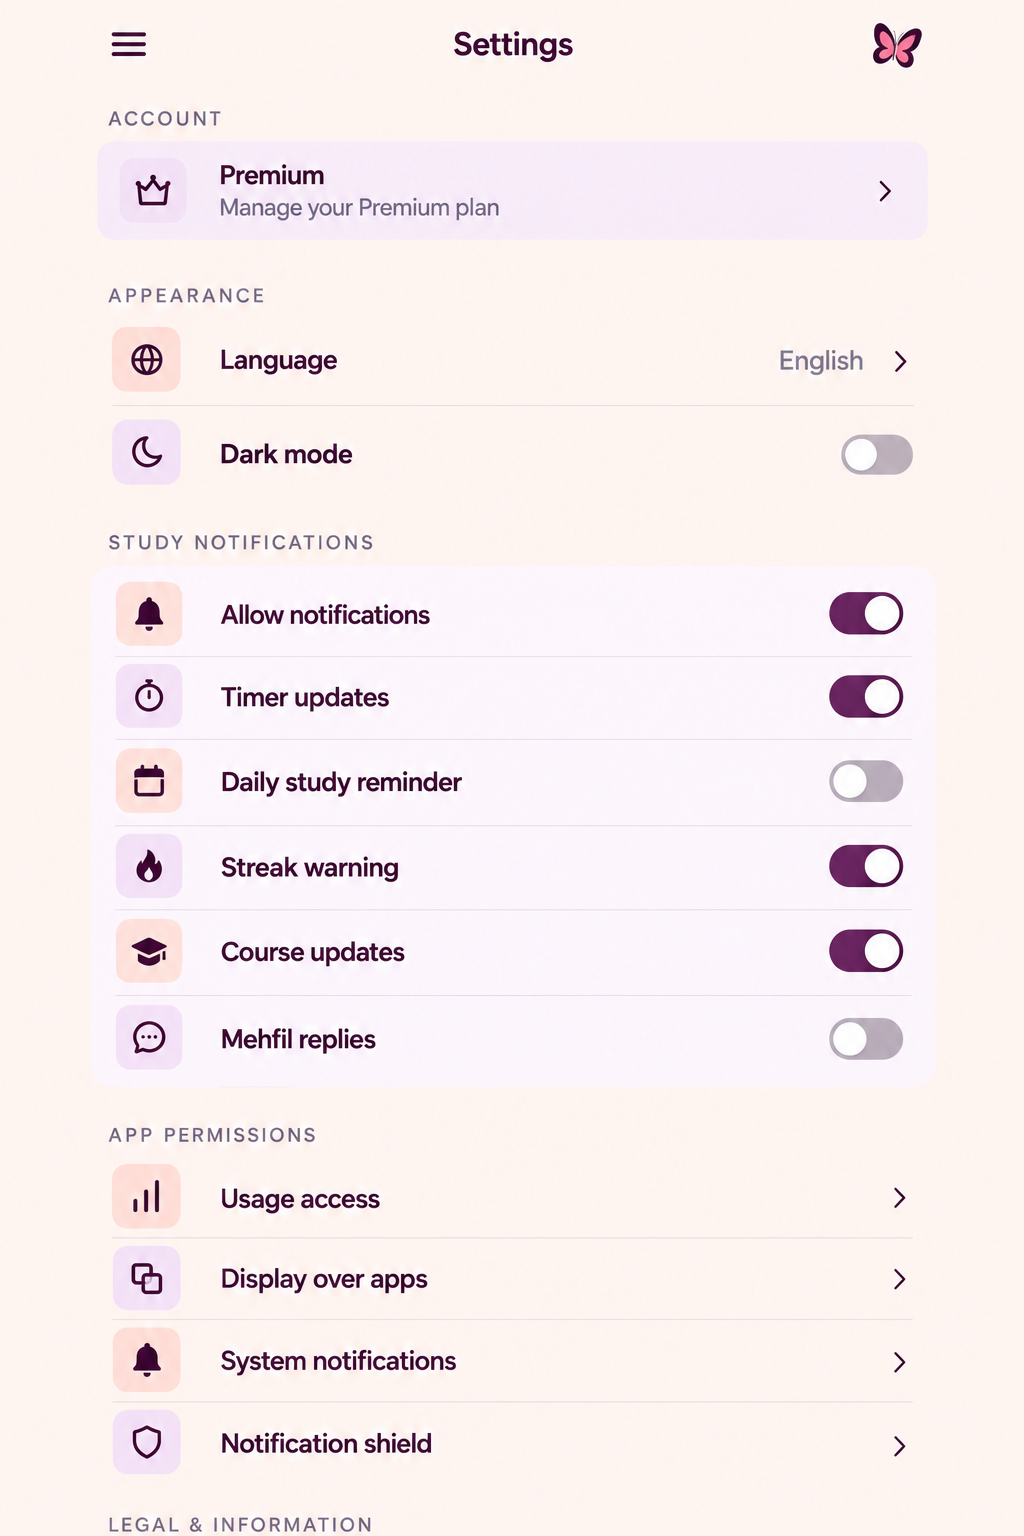 Settings
ACCOUNT
Premium
Manage your Premium plan
APPEARANCE
Language
English
Dark mode
STUDY NOTIFICATIONS
Allow notifications
Timer updates
Daily study reminder
Streak warning
Course updates
Mehfil replies
APP PERMISSIONS
Usage access
Display over apps
System notifications
Notification shield
LEGAL & INFORMATION